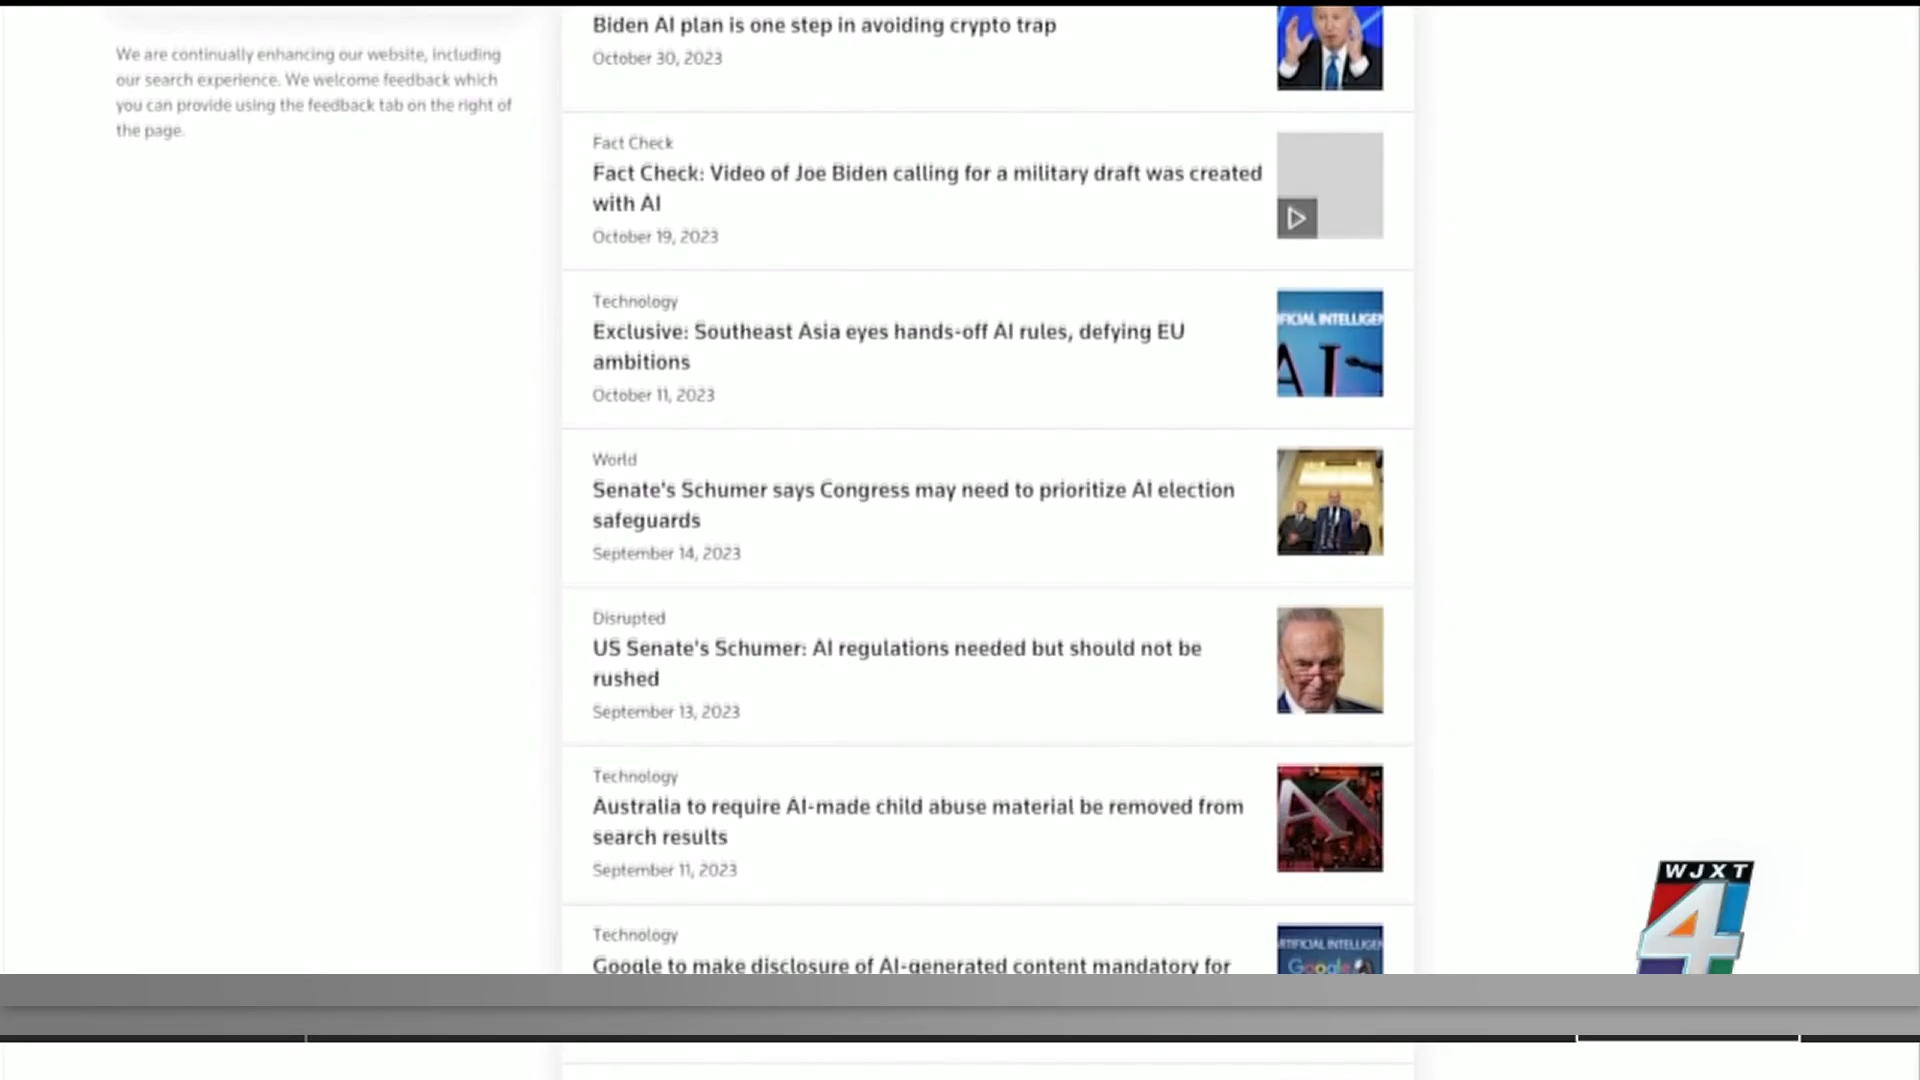 We are continually enhancing our website, including
our search experience. We welcome feedback which
you can provide using the feedback tab on the right of
the page.
Biden AI plan is one step in avoiding crypto trap
October 30, 2023
Fact Check
Fact Check: Video of Joe Biden calling for a military draft was created
with AI
October 19, 2023
Technology
Exclusive: Southeast Asia eyes hands-off AI rules, defying EU
ambitions
October 11, 2023
FICIAL INTELLIGEN
AI
World
Senate's Schumer says Congress may need to prioritize AI election
safeguards
September 14, 2023
Disrupted
US Senate's Schumer: AI regulations needed but should not be
rushed
September 13, 2023
Technology
Australia to require AI-made child abuse material be removed from
search results
September 11, 2023
AI
Technology
Google to make disclosure of AI-generated content mandatory for
RTIFICIAL INTELLIGEN
Google
WJXT
4